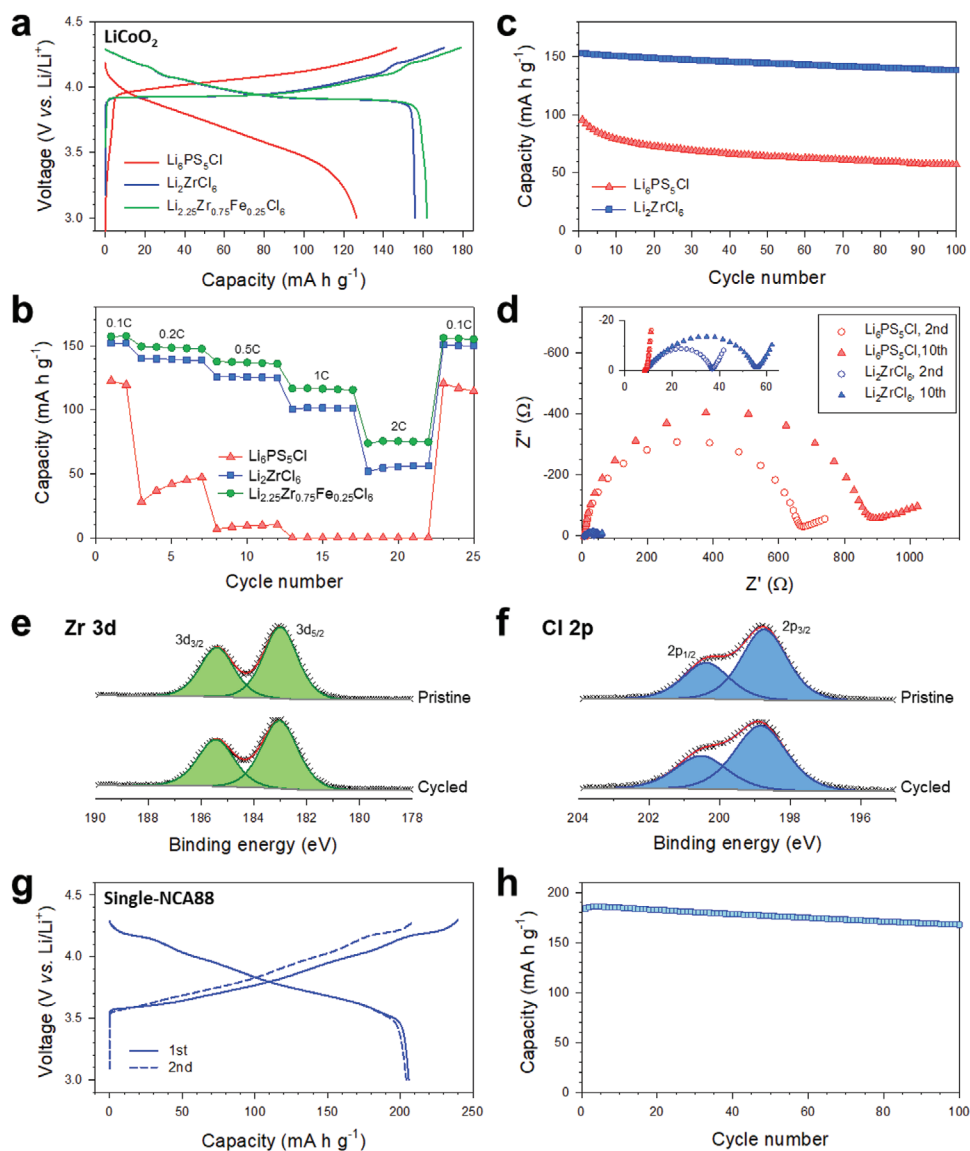 a
LiCoO₂
Voltage (V vs. Li/Li⁺)
4.5
4.0
3.5
3.0
Li₆PS₅Cl
Li₂ZrCl₆
Li₂.₂₅Zr₀.₇₅Fe₀.₂₅Cl₆
0 20 40 60 80 100 120 140 160 180
Capacity (mA h g⁻¹)
c
Capacity (mA h g⁻¹)
150
100
50
0
Li₆PS₅Cl
Li₂ZrCl₆
0 10 20 30 40 50 60 70 80 90 100
Cycle number
b
Capacity (mA h g⁻¹)
150
100
50
0
0.1C
0.2C
0.5C
1C
2C
0.1C
Li₆PS₅Cl
Li₂ZrCl₆
Li₂.₂₅Zr₀.₇₅Fe₀.₂₅Cl₆
0 5 10 15 20 25
Cycle number
d
Z'' (Ω)
-600
-400
-200
0
-20
0
0 20 40 60
Li₆PS₅Cl, 2nd
Li₆PS₅Cl,10th
Li₂ZrCl₆, 2nd
Li₂ZrCl₆, 10th
0 200 400 600 800 1000
Z' (Ω)
e
Zr 3d
3d₃/₂
3d₅/₂
Pristine
Cycled
190 188 186 184 182 180 178
Binding energy (eV)
f
Cl 2p
2p₁/₂
2p₃/₂
Pristine
Cycled
204 202 200 198 196
Binding energy (eV)
g
Single-NCA88
Voltage (V vs. Li/Li⁺)
4.5
4.0
3.5
3.0
1st
2nd
0 50 100 150 200 250
Capacity (mA h g⁻¹)
h
Capacity (mA h g⁻¹)
200
150
100
50
0
0 20 40 60 80 100
Cycle number